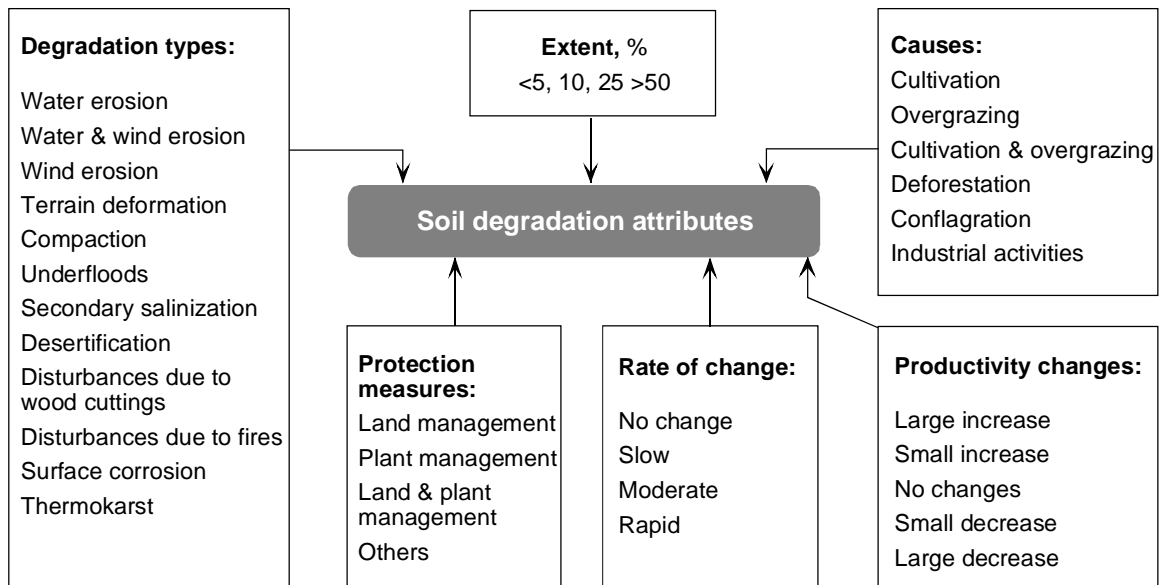 Degradation types:
Water erosion
Water & wind erosion
Wind erosion
Terrain deformation
Compaction
Underfloods
Secondary salinization
Desertification
Disturbances due to
wood cuttings
Disturbances due to fires
Surface corrosion
Thermokarst
Extent, %
<5, 10, 25 >50
Causes:
Cultivation
Overgrazing
Cultivation & overgrazing
Deforestation
Conflagration
Industrial activities
Soil degradation attributes
Protection
measures:
Land management
Plant management
Land & plant
management
Others
Rate of change:
No change
Slow
Moderate
Rapid
Productivity changes:
Large increase
Small increase
No changes
Small decrease
Large decrease